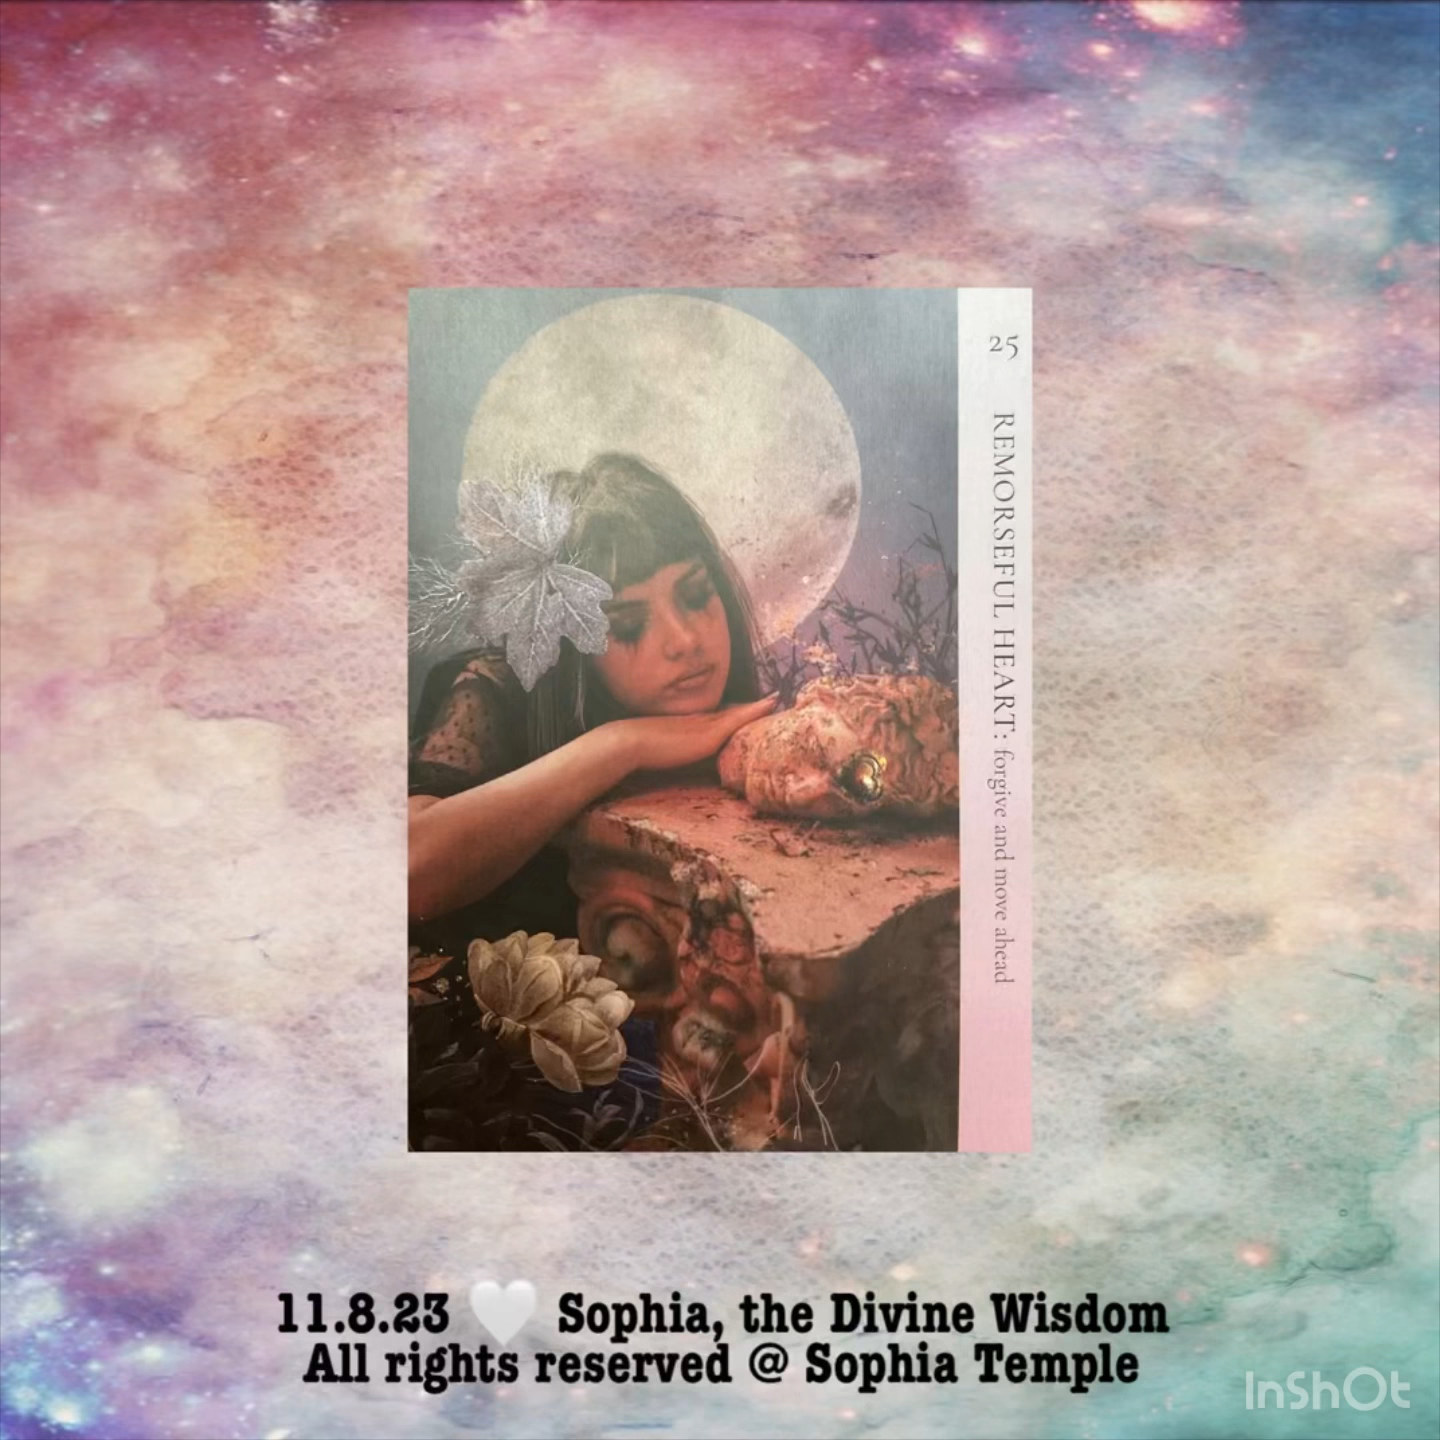 25
REMORSEFUL HEART: forgive and move ahead
11.8.23 🤍 Sophia, the Divine Wisdom
All rights reserved @ Sophia Temple
InShOt